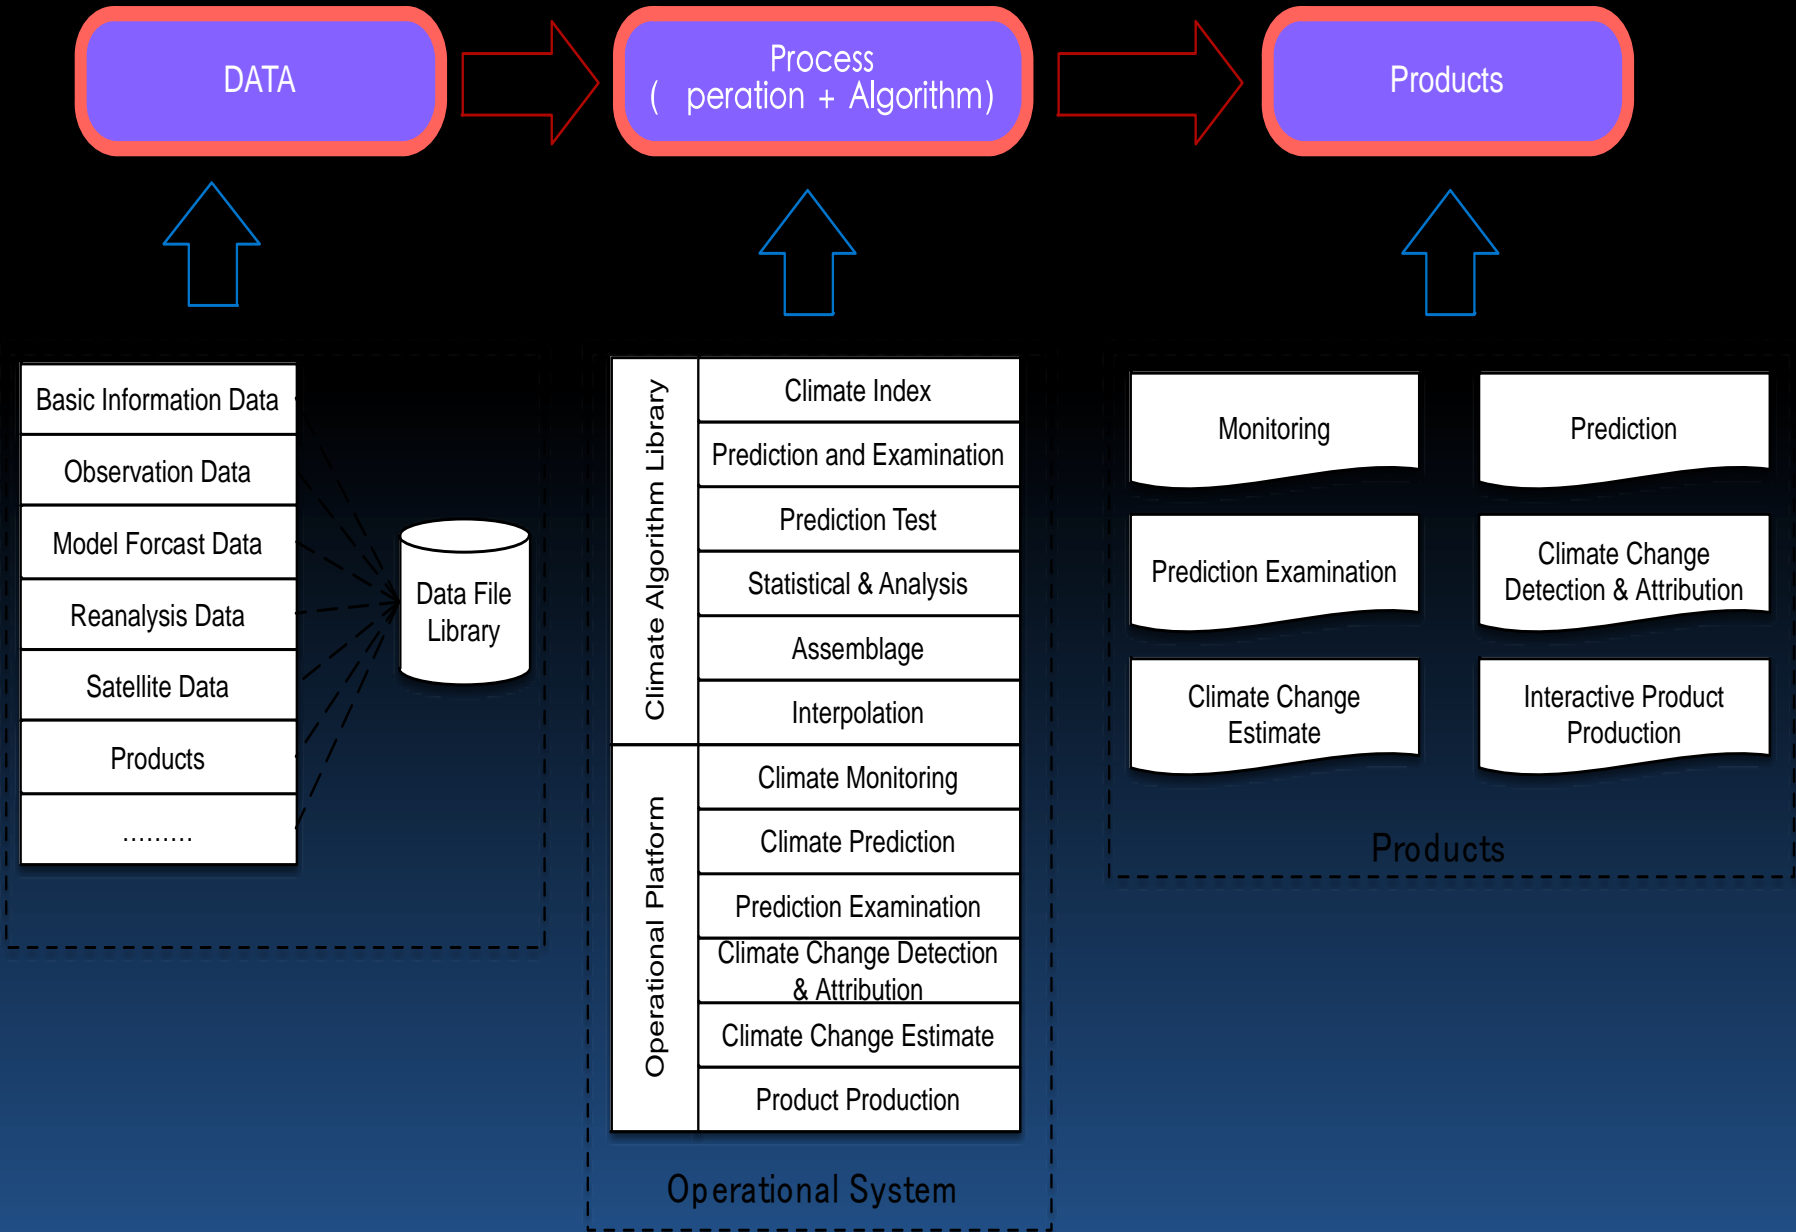 DATA
Process
( peration + Algorithm)
Products
Basic Information Data
Observation Data
Model Forcast Data
Reanalysis Data
Satellite Data
Products
.........
Data File
Library
Climate Algorithm Library
Climate Index
Prediction and Examination
Prediction Test
Statistical & Analysis
Assemblage
Interpolation
Operational Platform
Climate Monitoring
Climate Prediction
Prediction Examination
Climate Change Detection
& Attribution
Climate Change Estimate
Product Production
Operational System
Monitoring
Prediction
Prediction Examination
Climate Change
Detection & Attribution
Climate Change
Estimate
Interactive Product
Production
Products